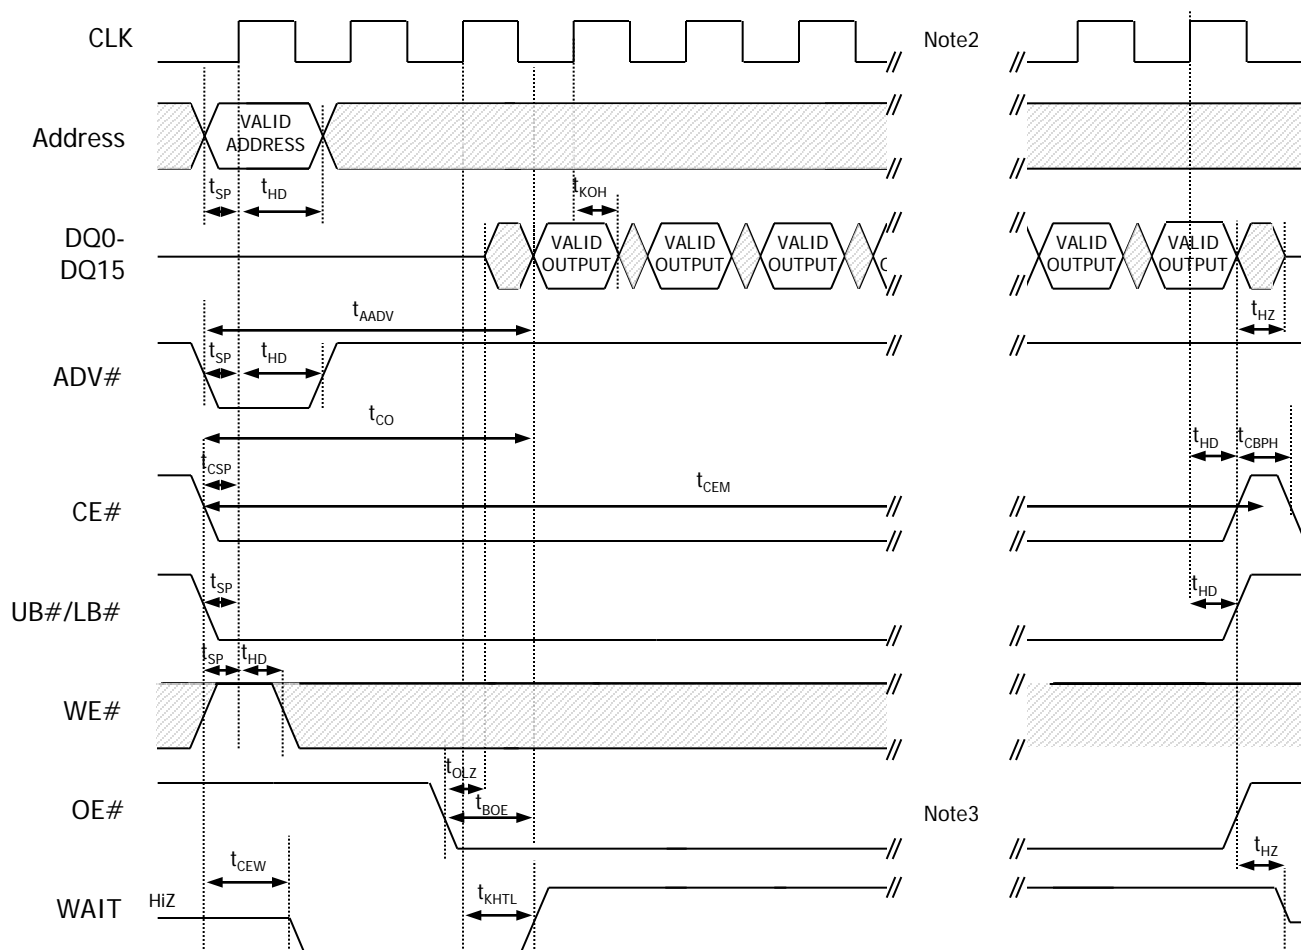 CLK
Note2
Address
VALID
ADDRESS
tSP
tHD
tKOH
DQ0-
DQ15
VALID
OUTPUT
VALID
OUTPUT
VALID
OUTPUT
VALID
OUTPUT
VALID
OUTPUT
tAADV
tHZ
tSP
tHD
ADV#
tCO
tHD
tCBPH
tCSP
tCEM
CE#
tSP
tHD
UB#/LB#
tSP
tHD
WE#
tOLZ
tBOE
OE#
Note3
tHZ
tCEW
HiZ
tKHTL
WAIT